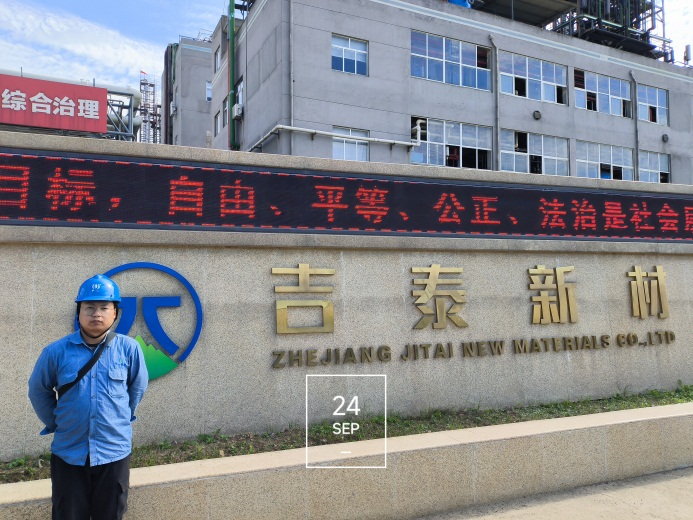 综合治理
目标，自由、平等、公正、法治是社会
吉泰新材
ZHEJIANG JITAI NEW MATERIALS CO.,LTD
24
SEP